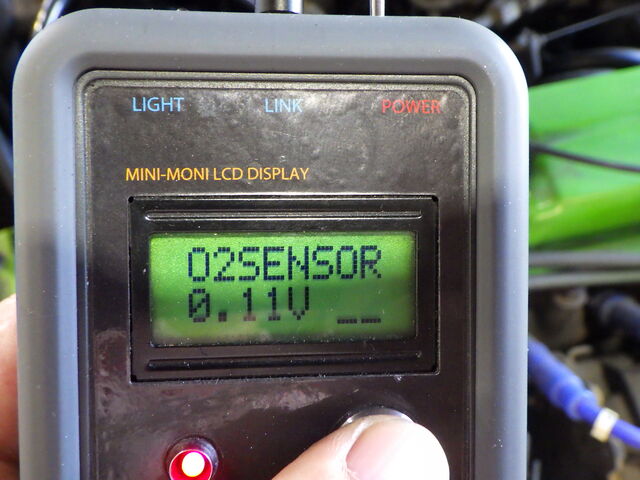 LIGHT LINK POWER
MINI-MONI LCD DISPLAY
O2SENSOR
0.11V __